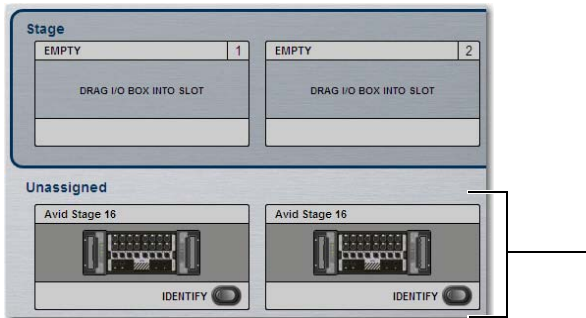 Stage
EMPTY 1 EMPTY 2
DRAG I/O BOX INTO SLOT DRAG I/O BOX INTO SLOT
Unassigned
Avid Stage 16 Avid Stage 16
IDENTIFY IDENTIFY